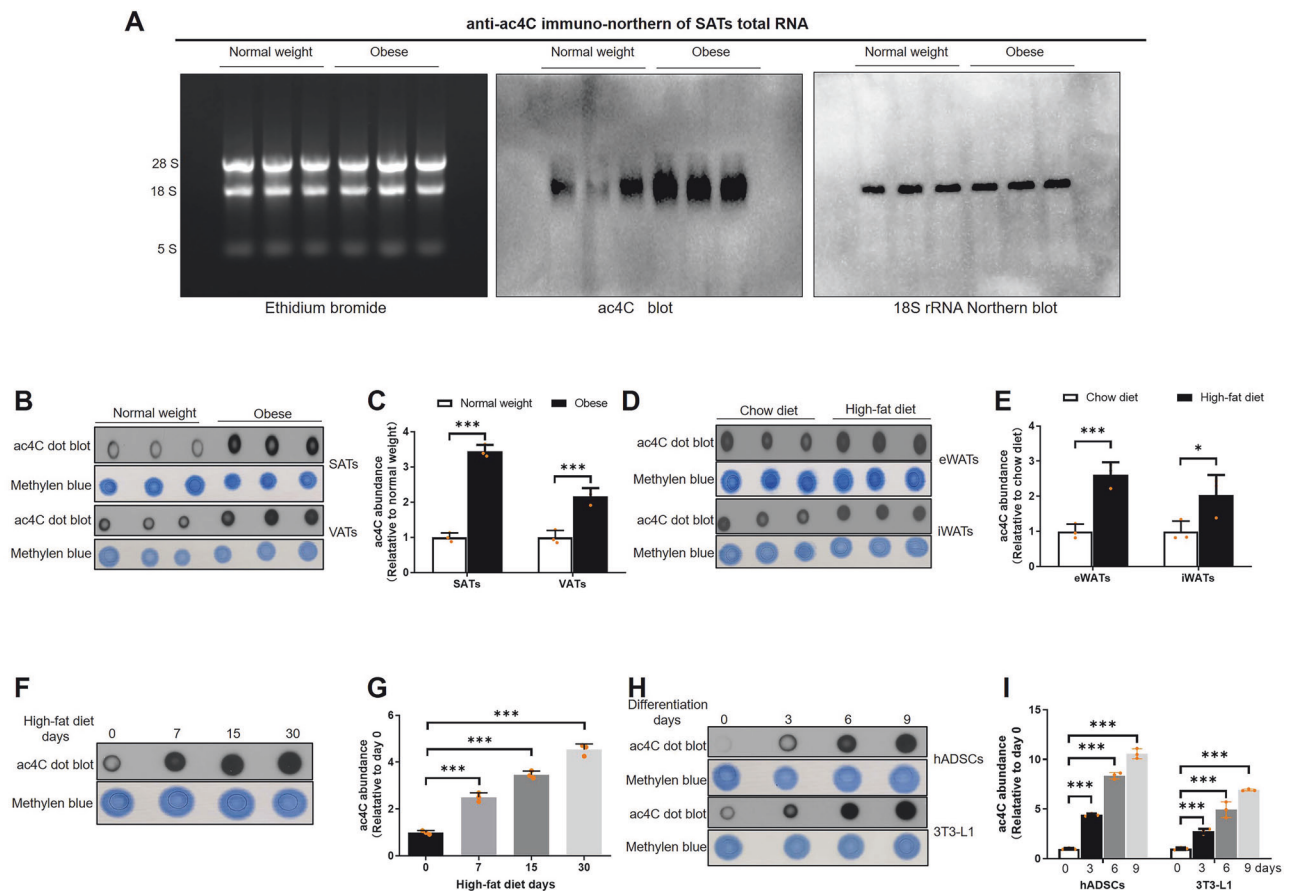 A
anti-ac4C immuno-northern of SATs total RNA
Normal weight Obese
Normal weight Obese
Normal weight Obese
28 S
18 S
5 S
Ethidium bromide
ac4C blot
18S rRNA Northern blot
B
Normal weight Obese
ac4C dot blot
Methylen blue
SATs
ac4C dot blot
Methylen blue
VATs
C
Normal weight Obese
ac4C abundance
(Relatative to normal weight)
0
1
2
3
4
***
***
SATs VATs
D
Chow diet High-fat diet
ac4C dot blot
Methylen blue
eWATs
ac4C dot blot
Methylen blue
iWATs
E
Chow diet High-fat diet
ac4C abundance
(Relatative to chow diet)
4
3
2
1
0
***
*
eWATs iWATs
F
High-fat diet
days
0 7 15 30
ac4C dot blot
Methylen blue
G
ac4C abundance
(Relatative to day 0)
6
4
2
0
***
***
***
0 7 15 30
High-fat diet days
H
Differentiation
days
0 3 6 9
ac4C dot blot
Methylen blue
hADSCs
ac4C dot blot
Methylen blue
3T3-L1
I
ac4C abundance
(Relatative to day 0)
15
10
5
0
***
***
***
***
***
***
0 3 6 9 0 3 6 9 days
hADSCs 3T3-L1